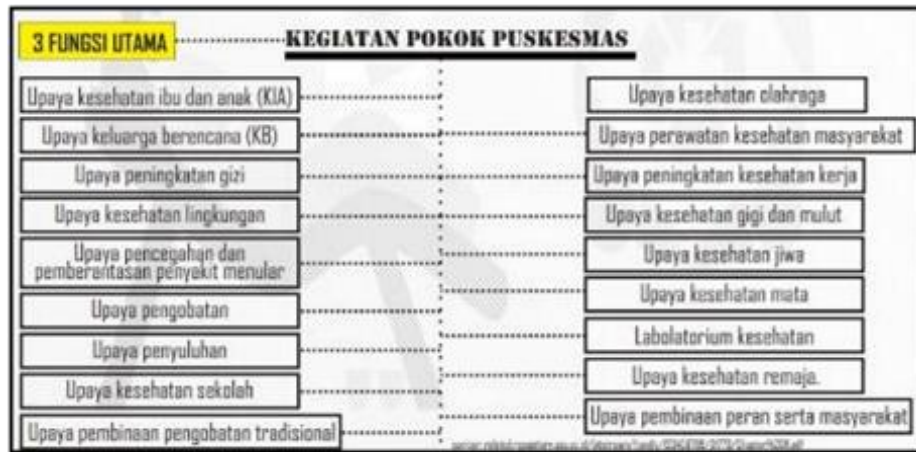 3 FUNGSI UTAMA
KEGIATAN POKOK PUSKESMAS
Upaya kesehatan ibu dan anak (KIA)
Upaya keluarga berencana (KB)
Upaya peningkatan gizi
Upaya kesehatan lingkungan
Upaya pencegahan dan
pemberantasan penyakit menular
Upaya pengobatan
Upaya penyuluhan
Upaya kesehatan sekolah
Upaya pembinaan pengobatan tradisional
Upaya kesehatan olahraga
Upaya perawatan kesehatan masyarakat
Upaya peningkatan kesehatan kerja
Upaya kesehatan gigi dan mulut
Upaya kesehatan jiwa
Upaya kesehatan mata
Labolatorium kesehatan
Upaya kesehatan remaja.
Upaya pembinaan peran serta masyarakat